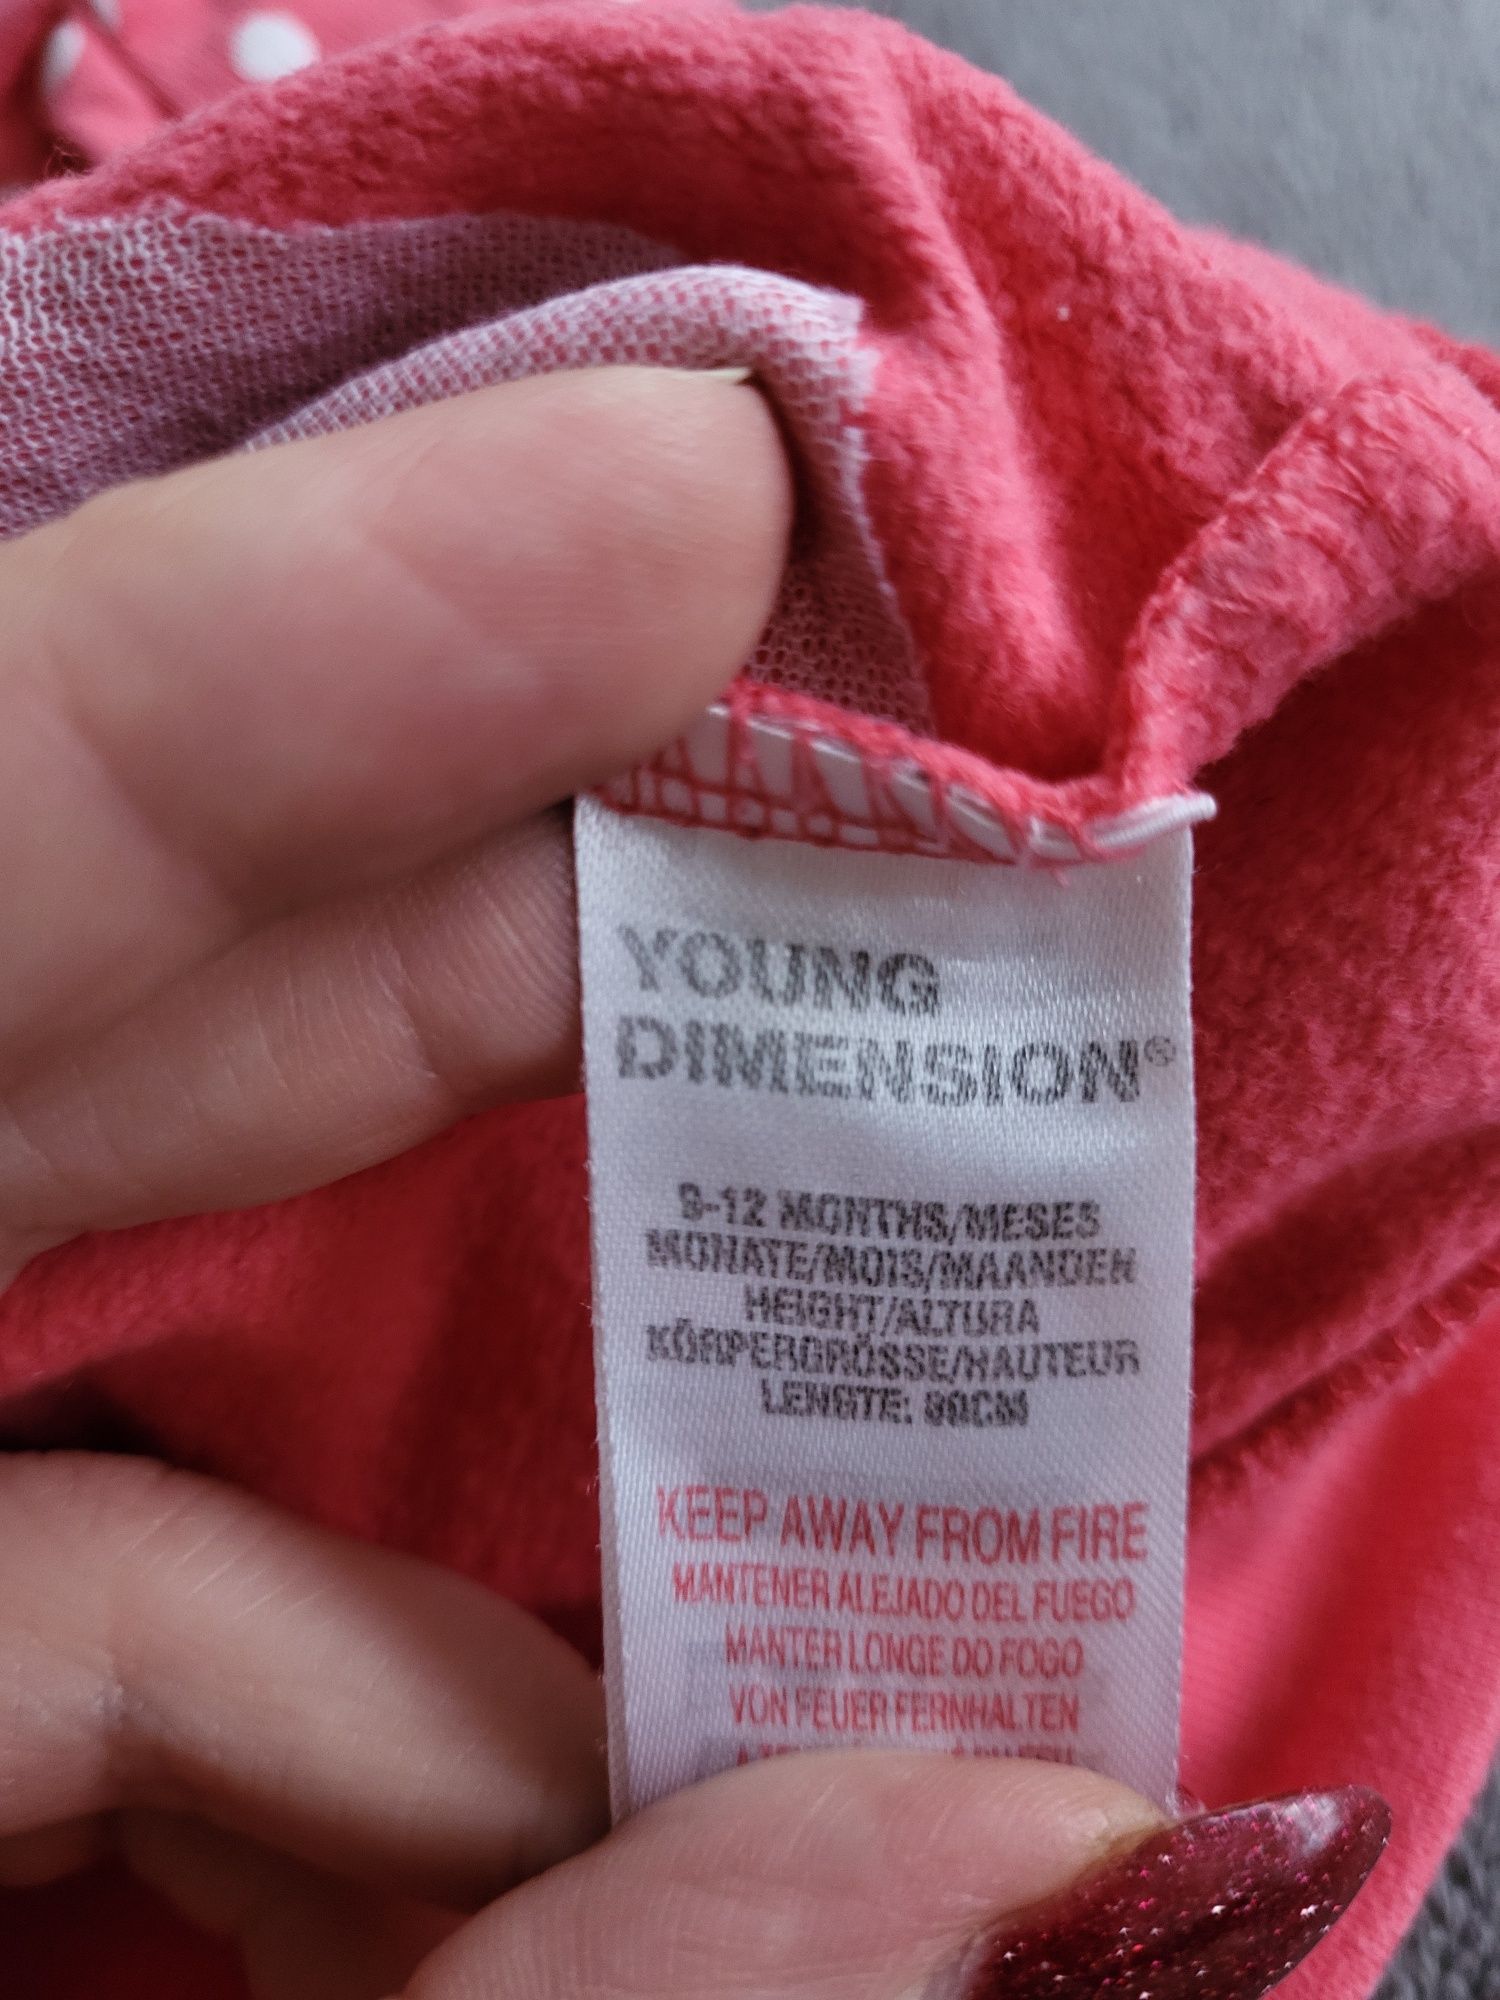 YOUNG
DIMENSION®
9-12 MONTHS/MESES
MONATE/MOIS/MAANDEN
HEIGHT/ALTURA
KÖRPERGRÖSSE/HAUTEUR
LENGTE: 80CM
KEEP AWAY FROM FIRE
MANTENER ALEJADO DEL FUEGO
MANTER LONGE DO FOGO
VON FEUER FERNHALTEN